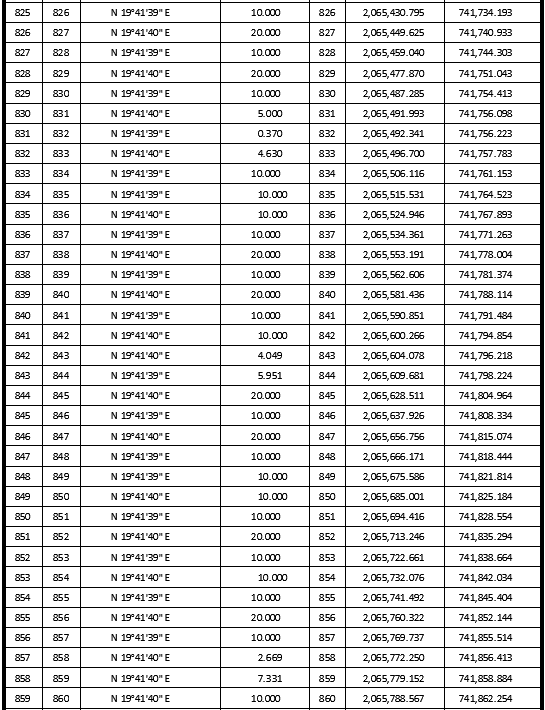 825 826 N 19°41'39" E 10.000 826 2,065,430.795 741,734.193
826 827 N 19°41'40" E 20.000 827 2,065,449.625 741,740.933
827 828 N 19°41'39" E 10.000 828 2,065,459.040 741,744.303
828 829 N 19°41'40" E 20.000 829 2,065,477.870 741,751.043
829 830 N 19°41'39" E 10.000 830 2,065,487.285 741,754.413
830 831 N 19°41'40" E 5.000 831 2,065,491.993 741,756.098
831 832 N 19°41'39" E 0.370 832 2,065,492.341 741,756.223
832 833 N 19°41'40" E 4.630 833 2,065,496.700 741,757.783
833 834 N 19°41'39" E 10.000 834 2,065,506.116 741,761.153
834 835 N 19°41'39" E 10.000 835 2,065,515.531 741,764.523
835 836 N 19°41'40" E 10.000 836 2,065,524.946 741,767.893
836 837 N 19°41'39" E 10.000 837 2,065,534.361 741,771.263
837 838 N 19°41'40" E 20.000 838 2,065,553.191 741,778.004
838 839 N 19°41'39" E 10.000 839 2,065,562.606 741,781.374
839 840 N 19°41'40" E 20.000 840 2,065,581.436 741,788.114
840 841 N 19°41'39" E 10.000 841 2,065,590.851 741,791.484
841 842 N 19°41'40" E 10.000 842 2,065,600.266 741,794.854
842 843 N 19°41'40" E 4.049 843 2,065,604.078 741,796.218
843 844 N 19°41'39" E 5.951 844 2,065,609.681 741,798.224
844 845 N 19°41'40" E 20.000 845 2,065,628.511 741,804.964
845 846 N 19°41'39" E 10.000 846 2,065,637.926 741,808.334
846 847 N 19°41'40" E 20.000 847 2,065,656.756 741,815.074
847 848 N 19°41'39" E 10.000 848 2,065,666.171 741,818.444
848 849 N 19°41'39" E 10.000 849 2,065,675.586 741,821.814
849 850 N 19°41'40" E 10.000 850 2,065,685.001 741,825.184
850 851 N 19°41'39" E 10.000 851 2,065,694.416 741,828.554
851 852 N 19°41'40" E 20.000 852 2,065,713.246 741,835.294
852 853 N 19°41'39" E 10.000 853 2,065,722.661 741,838.664
853 854 N 19°41'40" E 10.000 854 2,065,732.076 741,842.034
854 855 N 19°41'39" E 10.000 855 2,065,741.492 741,845.404
855 856 N 19°41'40" E 20.000 856 2,065,760.322 741,852.144
856 857 N 19°41'39" E 10.000 857 2,065,769.737 741,855.514
857 858 N 19°41'40" E 2.669 858 2,065,772.250 741,856.413
858 859 N 19°41'40" E 7.331 859 2,065,779.152 741,858.884
859 860 N 19°41'40" E 10.000 860 2,065,788.567 741,862.254